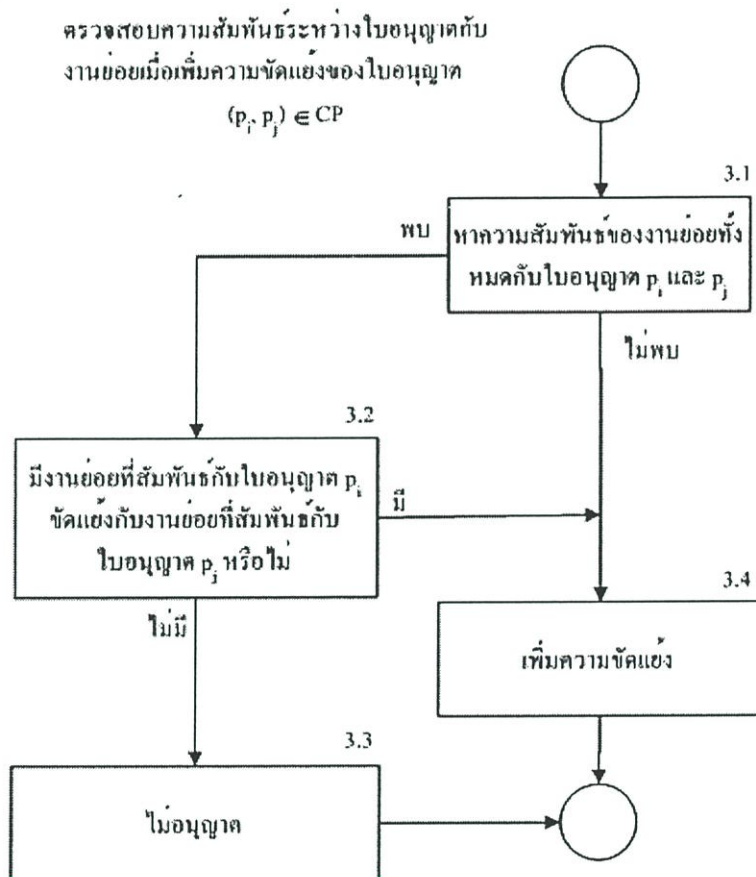 ตรวจสอบความสัมพันธ์ระหว่างใบอนุญาตกับ
งานย่อยเมื่อเพิ่มความขัดแย้งของใบอนุญาต
(p_i, p_j) ∈ CP
3.1
พบ
หาความสัมพันธ์ของงานย่อยทั้ง
หมดกับใบอนุญาต p_i และ p_j
ไม่พบ
3.2
มีงานย่อยที่สัมพันธ์กับใบอนุญาต p_i
ขัดแย้งกับงานย่อยที่สัมพันธ์กับ
ใบอนุญาต p_j หรือไม่
มี
ไม่มี
3.4
เพิ่มความขัดแย้ง
3.3
ไม่อนุญาต